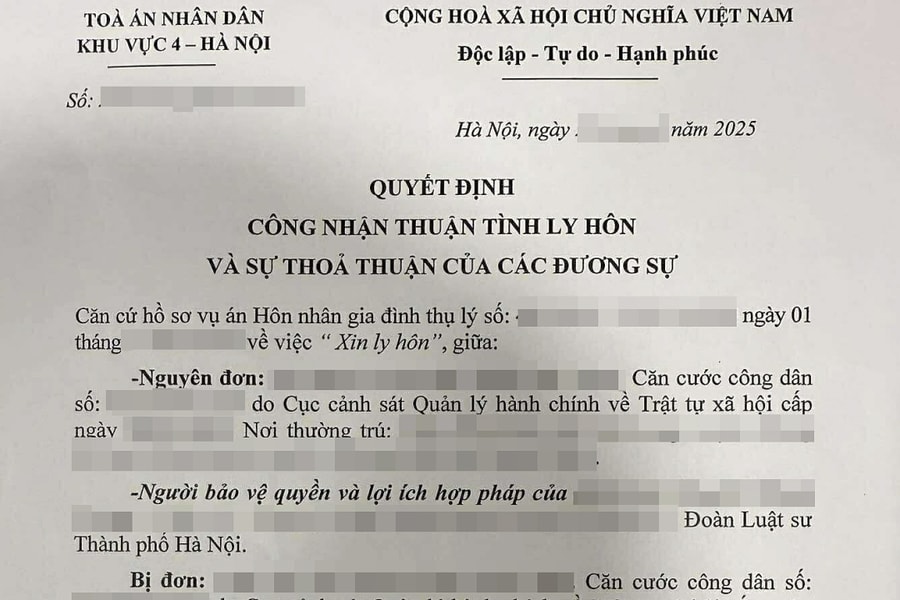 TOÀ ÁN NHÂN DÂN
KHU VỰC 4 – HÀ NỘI
CỘNG HOÀ XÃ HỘI CHỦ NGHĨA VIỆT NAM
Độc lập - Tự do - Hạnh phúc
Số:
Hà Nội, ngày năm 2025
QUYẾT ĐỊNH
CÔNG NHẬN THUẬN TÌNH LY HÔN
VÀ SỰ THOẢ THUẬN CỦA CÁC ĐƯƠNG SỰ
Căn cứ hồ sơ vụ án Hôn nhân gia đình thụ lý số: ngày 01
tháng về việc “ Xin ly hôn”, giữa:
-Nguyên đơn: Căn cước công dân
số: do Cục cảnh sát Quản lý hành chính về Trật tự xã hội cấp
ngày Nơi thường trú:
-Người bảo vệ quyền và lợi ích hợp pháp của
Đoàn Luật sư
Thành phố Hà Nội.
Bị đơn: Căn cước công dân số: